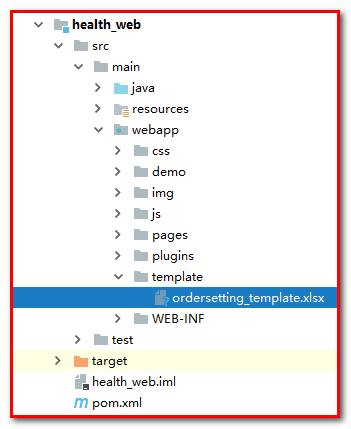 health_web
src
main
java
resources
webapp
css
demo
img
js
pages
plugins
template
ordersetting_template.xlsx
WEB-INF
test
target
health_web.iml
pom.xml